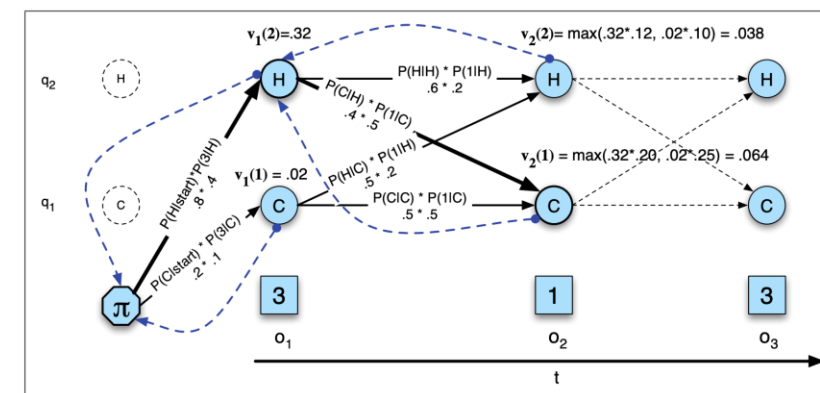 v₁(2)=.32
v₂(2)= max(.32*.12, .02*.10) = .038
q₂
H
H
P(H|H) * P(1|H)
.6 * .2
H
H
P(C|H) * P(1|C)
.4 * .5
P(H|start)*P(3|H)
.8 * .4
v₂(1) = max(.32*.20, .02*.25) = .064
v₁(1) = .02
P(H|C) * P(1|H)
.5 * .2
q₁
C
C
P(C|C) * P(1|C)
.5 * .5
C
C
P(C|start) * P(3|C)
.2 * .1
π
3
1
3
o₁
o₂
o₃
t